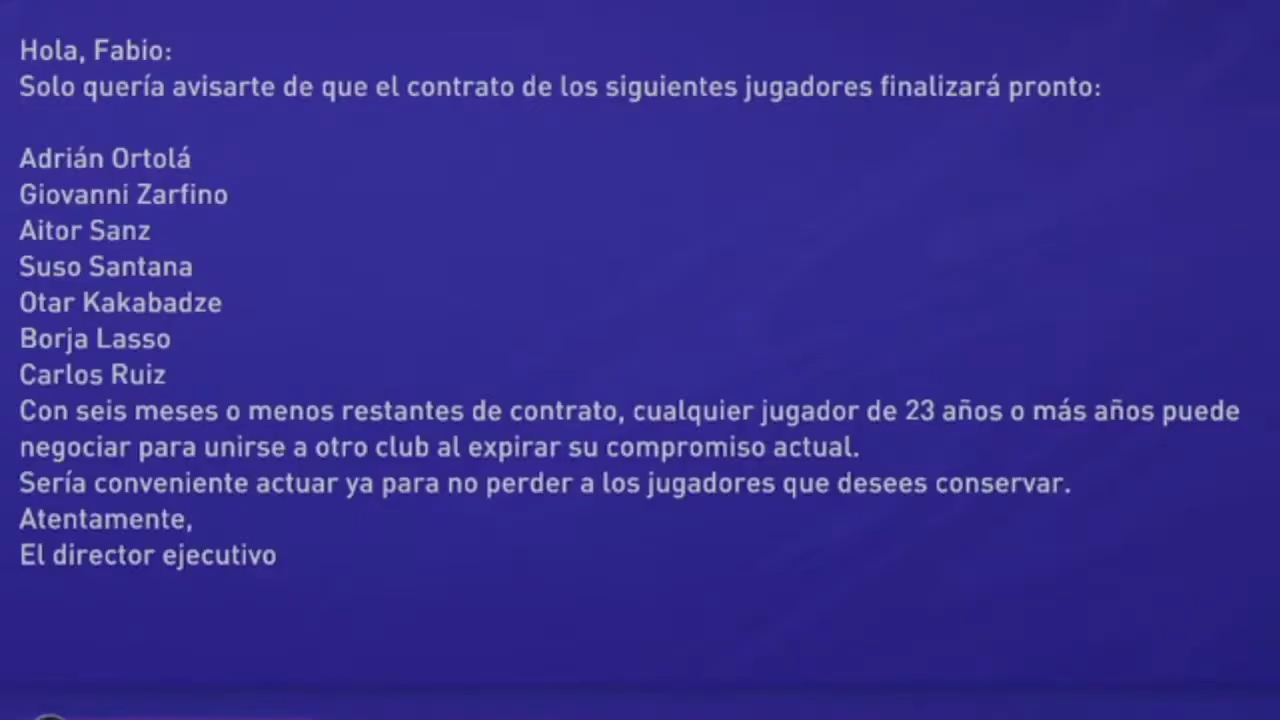 Hola, Fabio:
Solo quería avisarte de que el contrato de los siguientes jugadores finalizará pronto:
Adrián Ortolá
Giovanni Zarfino
Aitor Sanz
Suso Santana
Otar Kakabadze
Borja Lasso
Carlos Ruiz
Con seis meses o menos restantes de contrato, cualquier jugador de 23 años o más años puede
negociar para unirse a otro club al expirar su compromiso actual.
Sería conveniente actuar ya para no perder a los jugadores que desees conservar.
Atentamente,
El director ejecutivo